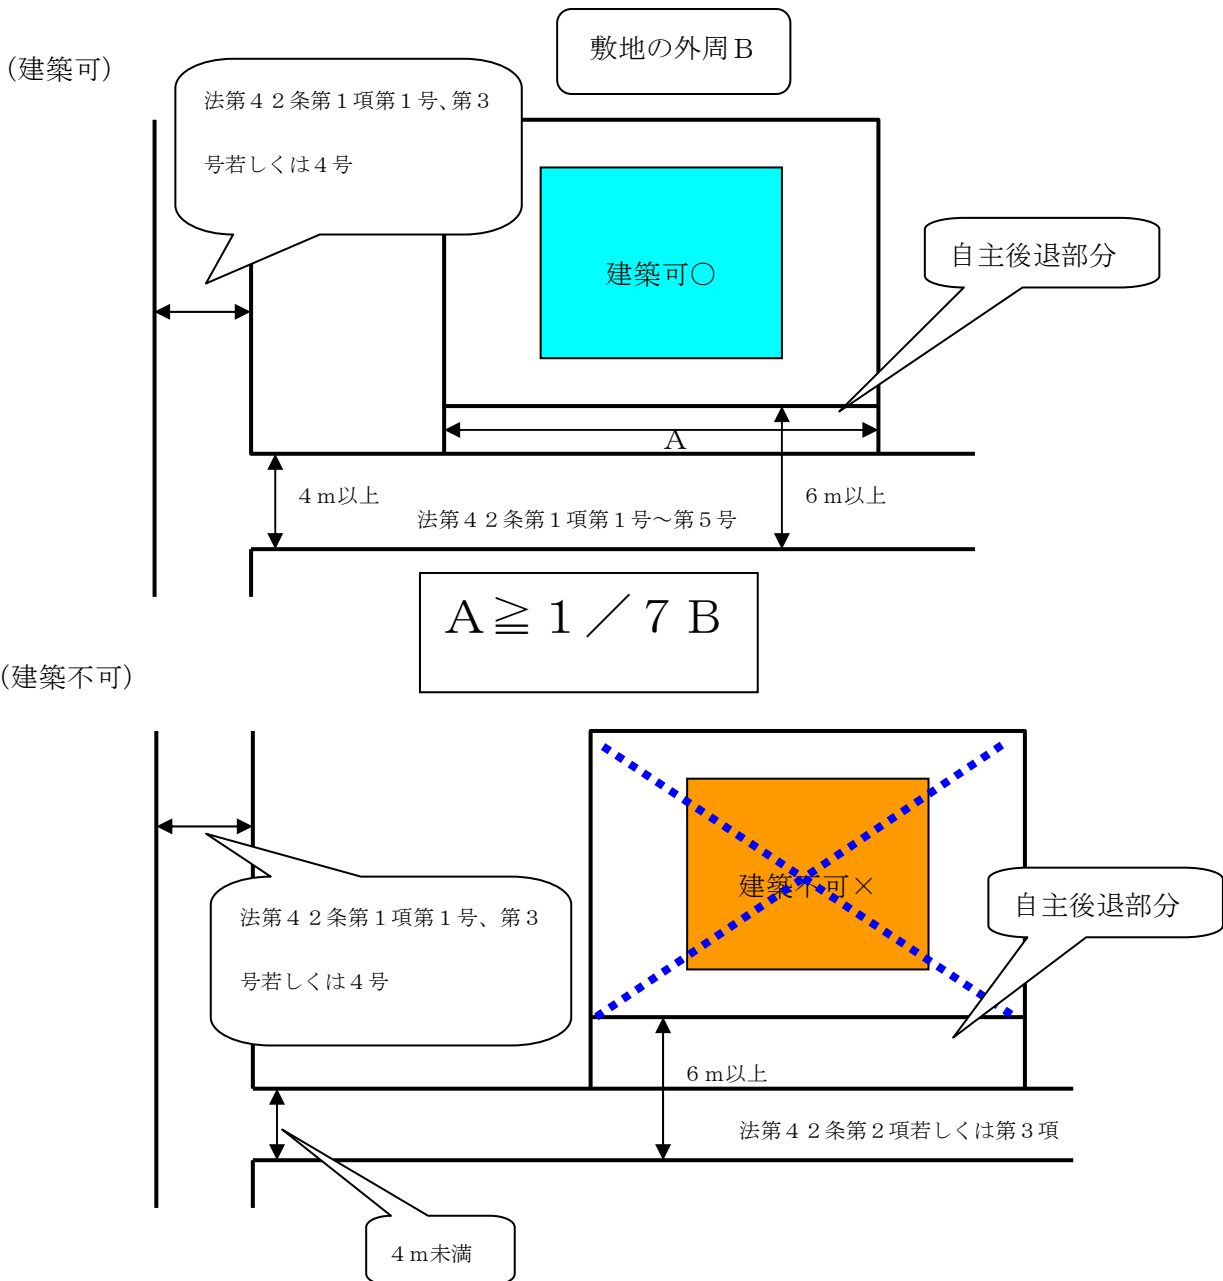 敷地の外周Ｂ
(建築可)
法第４２条第１項第１号、第３
号若しくは４号
自主後退部分
建築可○
Ａ
４ｍ以上
６ｍ以上
法第４２条第１項第１号～第５号
Ａ≧１／７Ｂ
(建築不可)
建築不可×
自主後退部分
法第４２条第１項第１号、第３
号若しくは４号
６ｍ以上
法第４２条第２項若しくは第３項
４ｍ未満